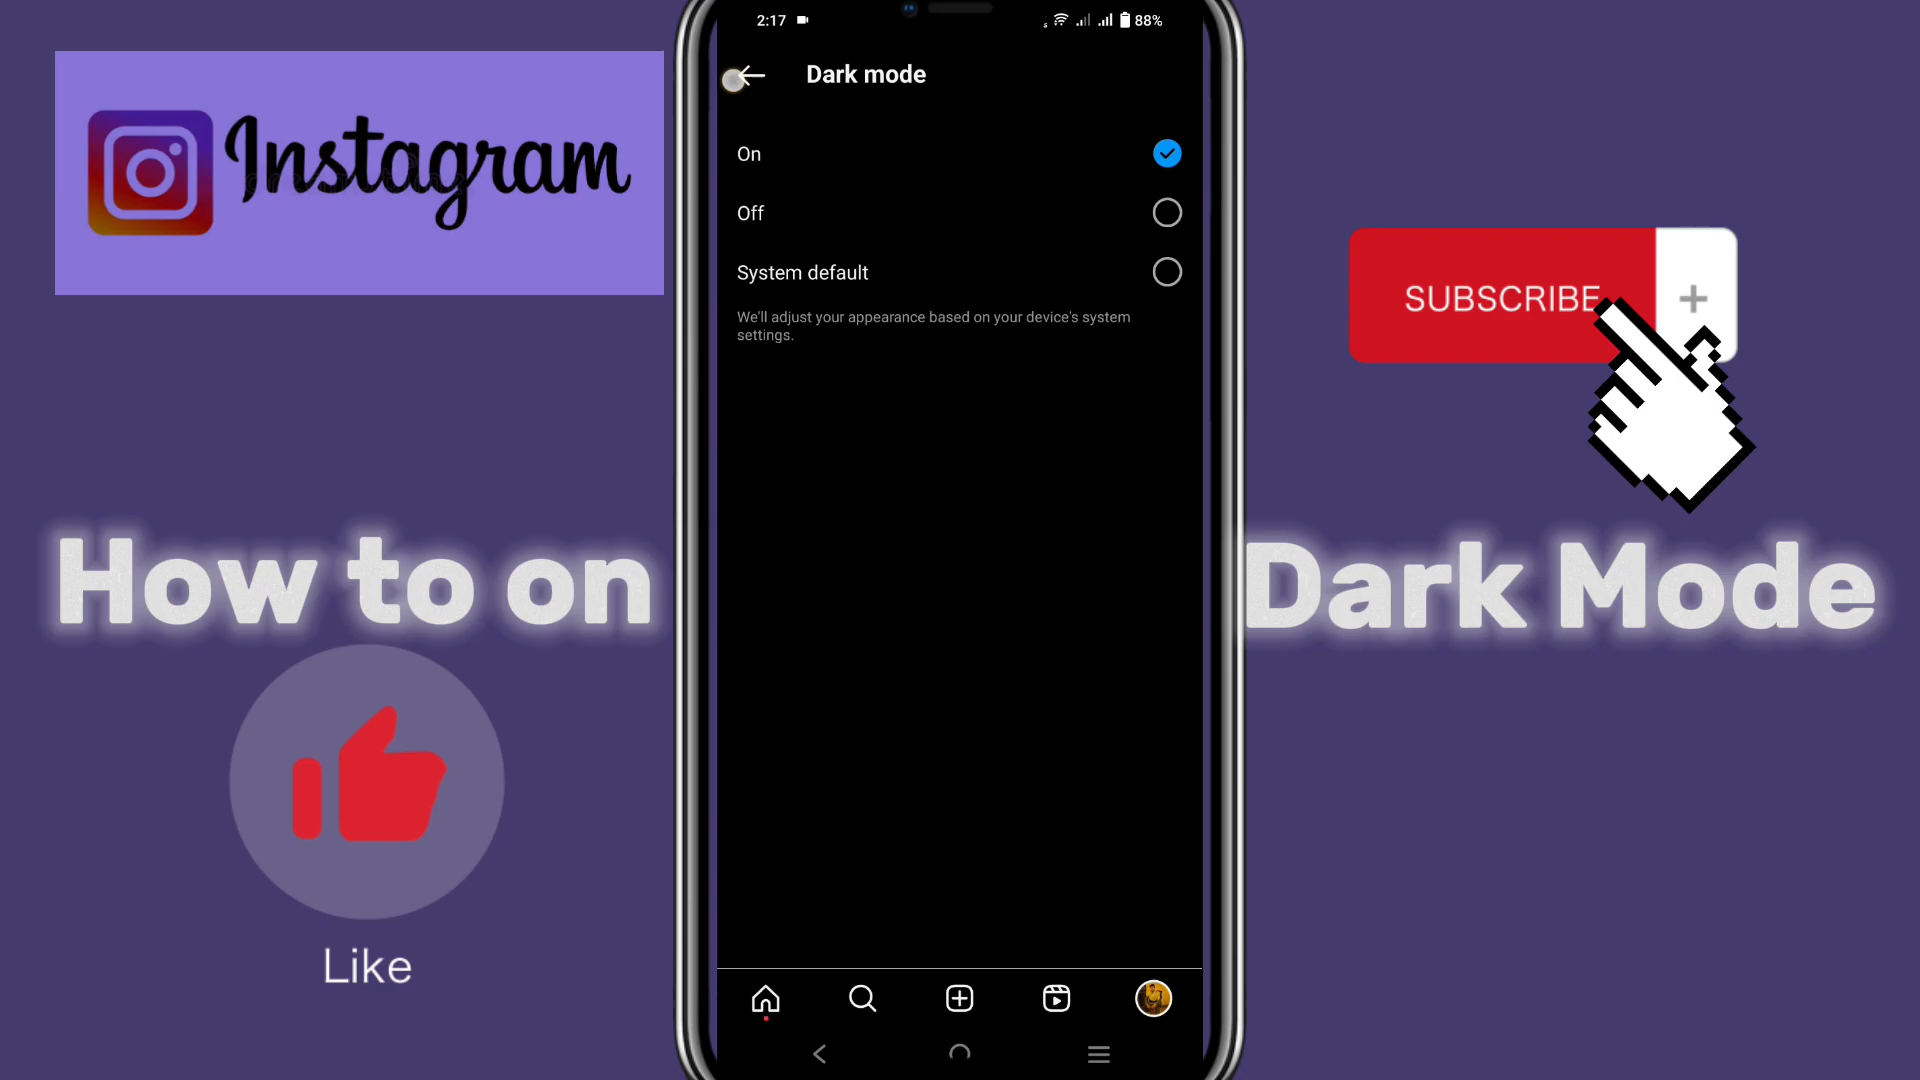 2:17
88%
Dark mode
Instagram
On
Off
System default
We'll adjust your appearance based on your device's system
settings.
SUBSCRIBE
How to on
Dark Mode
Like